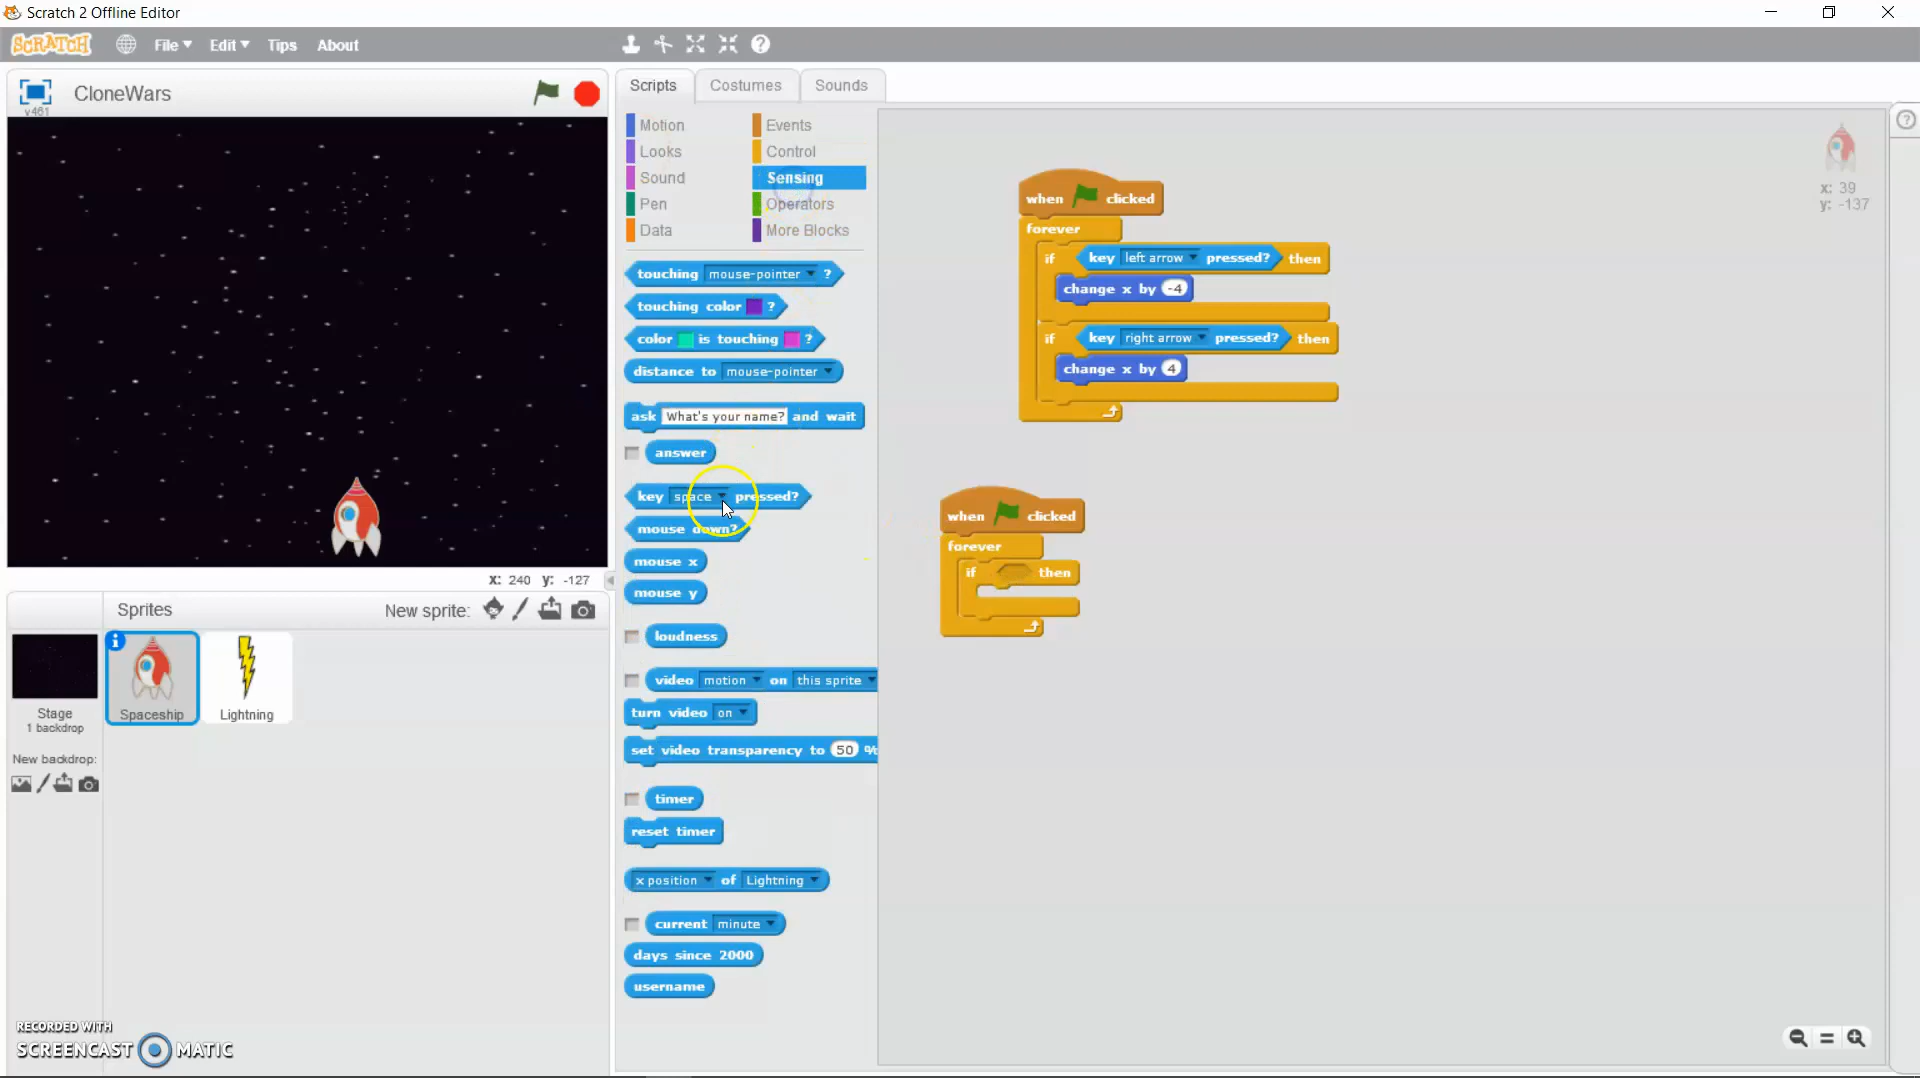 Scratch 2 Offline Editor
SCRATCH File Edit Tips About
CloneWars
v461
x: 240 y: -127
Sprites New sprite:
Stage
1 backdrop
New backdrop:
Spaceship
Lightning
RECORDED WITH
SCREENCAST MATIC
Scripts Costumes Sounds
Motion Events
Looks Control
Sound Sensing
Pen Operators
Data More Blocks
touching mouse-pointer ?
touching color ?
color is touching ?
distance to mouse-pointer
ask What's your name? and wait
answer
key space pressed?
mouse down?
mouse x
mouse y
loudness
video motion on this sprite
turn video on
set video transparency to 50 %
timer
reset timer
x position of Lightning
current minute
days since 2000
username
when clicked
forever
if key left arrow pressed? then
change x by -4
if key right arrow pressed? then
change x by 4
when clicked
forever
if then
x: 39
y: -137